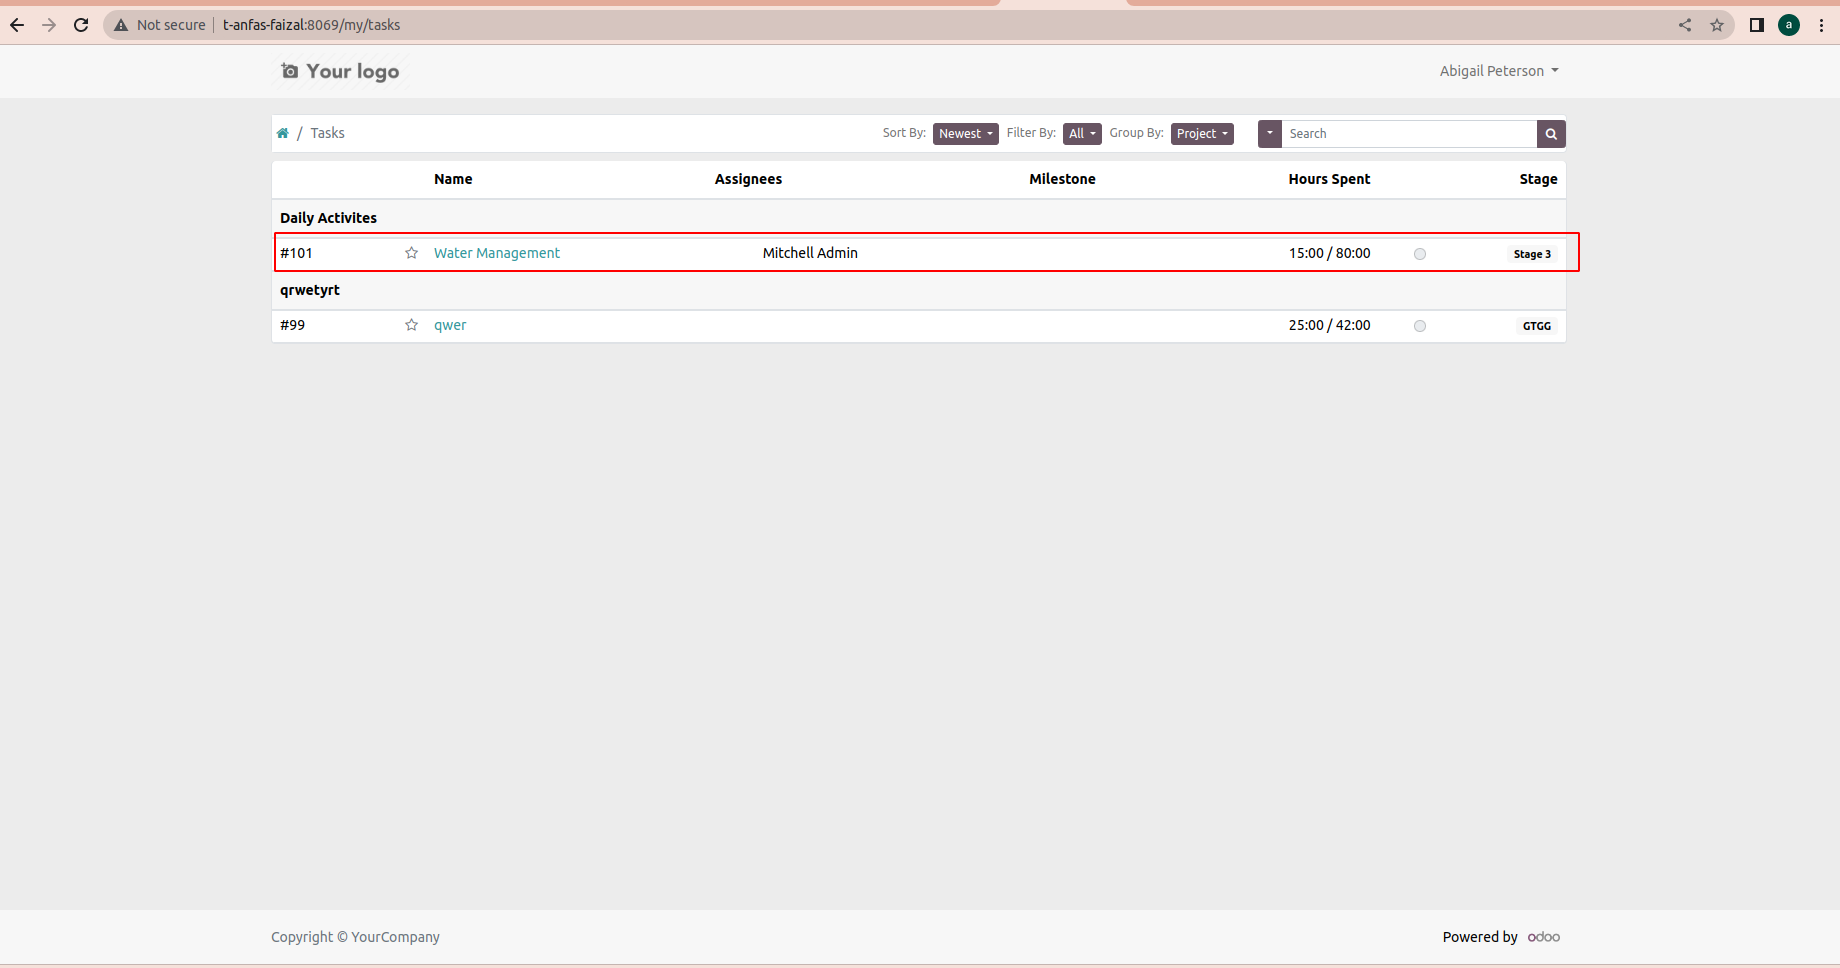 Not secure t-anfas-faizal:8069/my/tasks a
Your logo Abigail Peterson
/ Tasks Sort By: Newest Filter By: All Group By: Project Search
Name Assignees Milestone Hours Spent Stage
Daily Activites
#101 Water Management Mitchell Admin 15:00 / 80:00 Stage 3
qrwetyrt
#99 qwer 25:00 / 42:00 GTGG
Copyright © YourCompany Powered by odoo